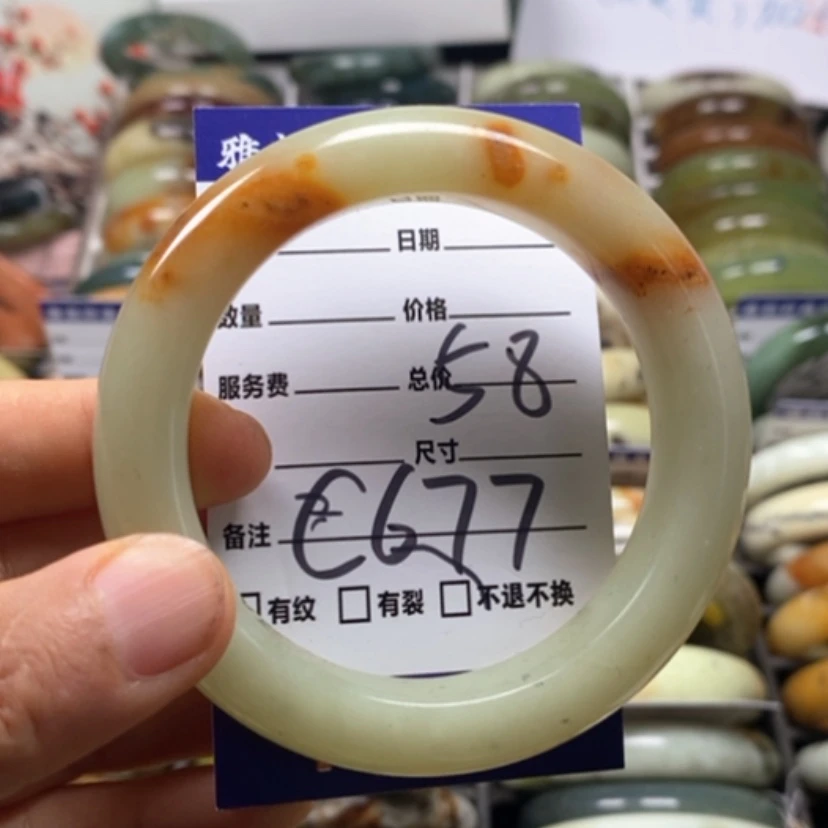 雅
日期
数量 价格
服务费 总价
58
尺寸
备注 E677
有纹 有裂 不退不换